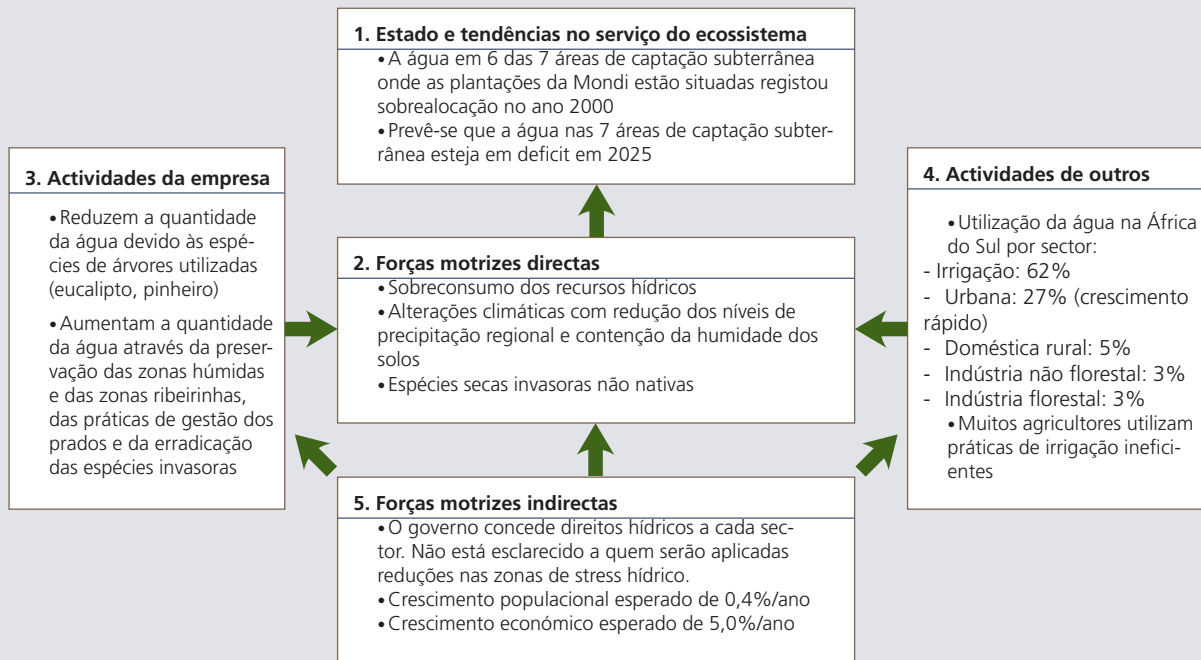 1. Estado e tendências no serviço do ecossistema
• A água em 6 das 7 áreas de captação subterrânea
onde as plantações da Mondi estão situadas registou
sobrealocação no ano 2000
• Prevê-se que a água nas 7 áreas de captação subter-
rânea esteja em deficit em 2025
3. Actividades da empresa
• Reduzem a quantidade
da água devido às espé-
cies de árvores utilizadas
(eucalipto, pinheiro)
• Aumentam a quantidade
da água através da preser-
vação das zonas húmidas
e das zonas ribeirinhas,
das práticas de gestão dos
prados e da erradicação
das espécies invasoras
2. Forças motrizes directas
• Sobreconsumo dos recursos hídricos
• Alterações climáticas com redução dos níveis de
precipitação regional e contenção da humidade dos
solos
• Espécies secas invasoras não nativas
4. Actividades de outros
• Utilização da água na África
do Sul por sector:
- Irrigação: 62%
- Urbana: 27% (crescimento
rápido)
- Doméstica rural: 5%
- Indústria não florestal: 3%
- Indústria florestal: 3%
• Muitos agricultores utilizam
práticas de irrigação inefici-
entes
5. Forças motrizes indirectas
• O governo concede direitos hídricos a cada sec-
tor. Não está esclarecido a quem serão aplicadas
reduções nas zonas de stress hídrico.
• Crescimento populacional esperado de 0,4%/ano
• Crescimento económico esperado de 5,0%/ano